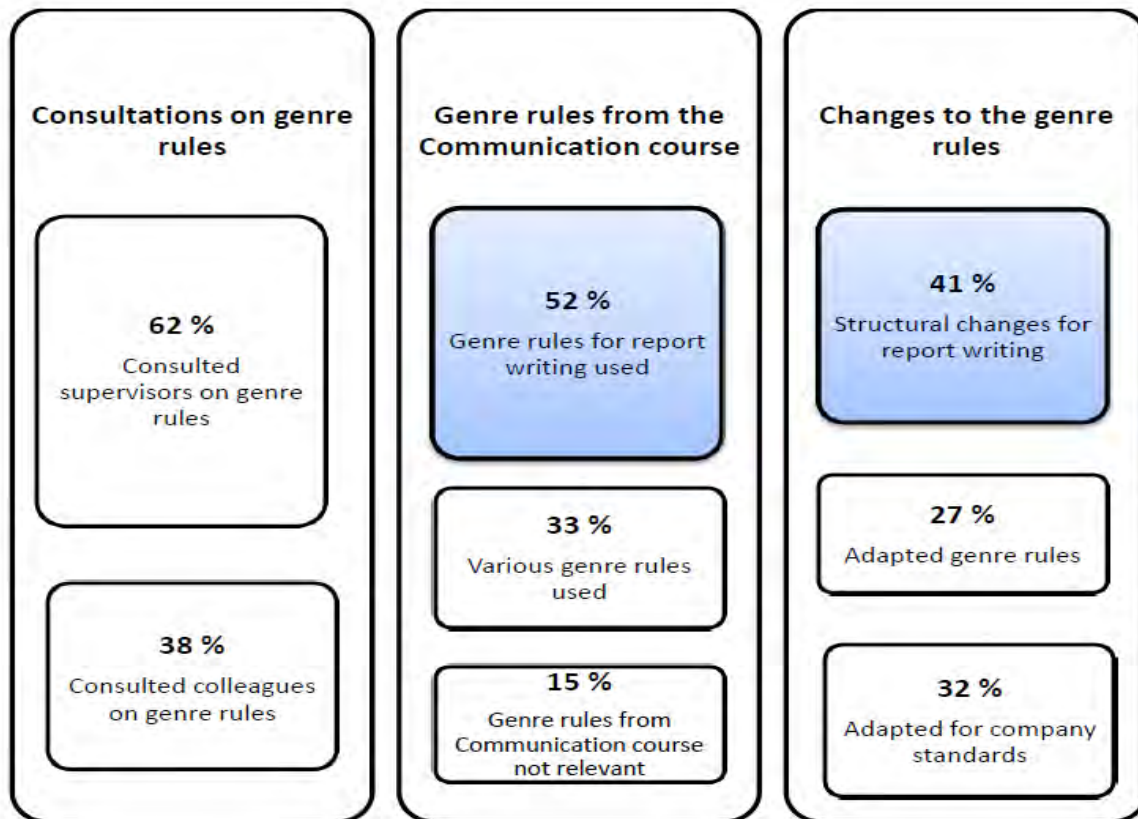 Consultations on genre
rules
62 %
Consulted
supervisors on genre
rules
38 %
Consulted colleagues
on genre rules
Genre rules from the
Communication course
52 %
Genre rules for report
writing used
33 %
Various genre rules
used
15 %
Genre rules from
Communication course
not relevant
Changes to the genre
rules
41 %
Structural changes for
report writing
27 %
Adapted genre rules
32 %
Adapted for company
standards